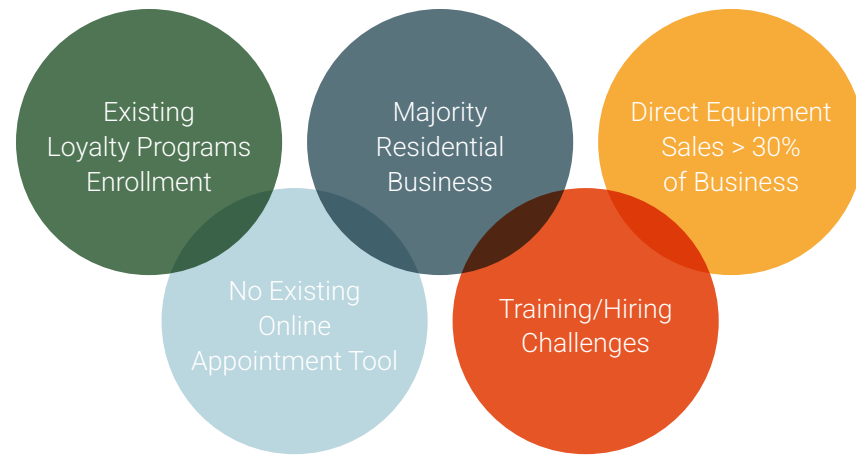 Existing
Loyalty Programs
Enrollment
Majority
Residential
Business
Direct Equipment
Sales > 30%
of Business
No Existing
Online
Appointment Tool
Training/Hiring
Challenges